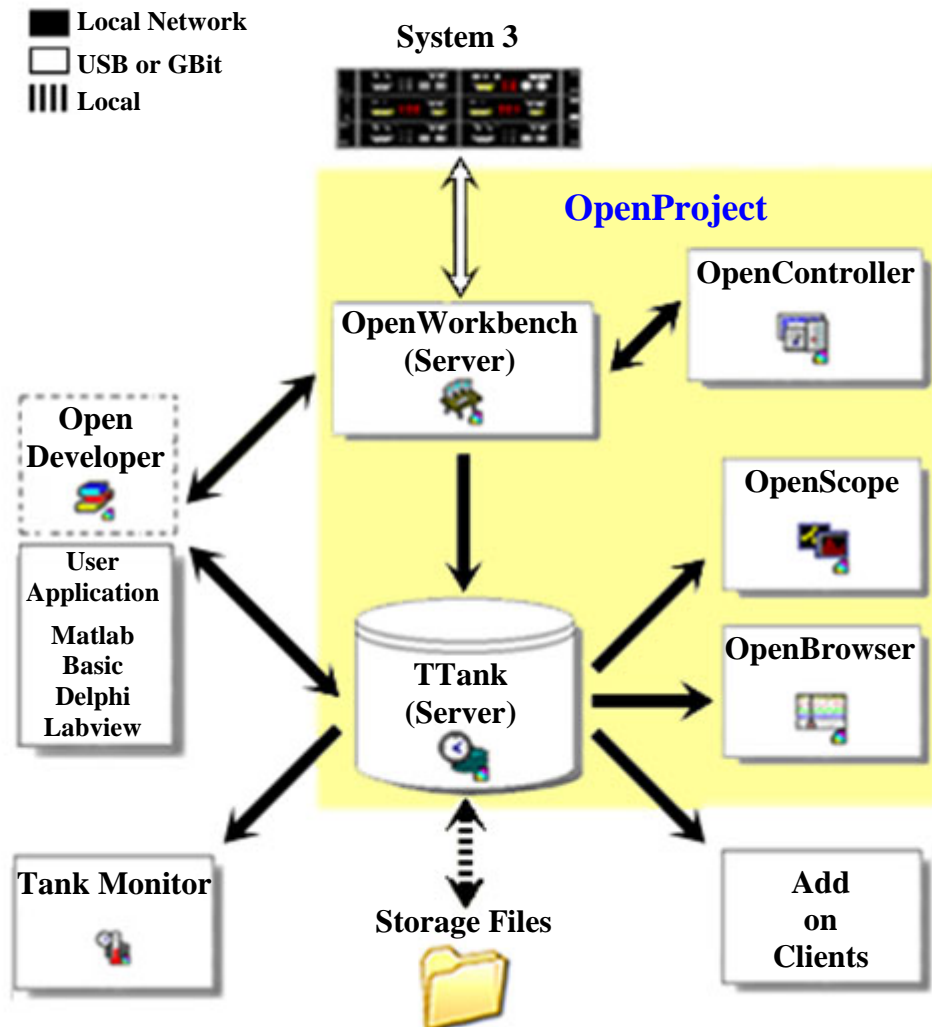 Local Network
USB or GBit
Local
System 3
OpenProject
OpenController
OpenWorkbench
(Server)
Open
Developer
User
Application
Matlab
Basic
Delphi
Labview
OpenScope
OpenBrowser
TTank
(Server)
Tank Monitor
Storage Files
Add
on
Clients